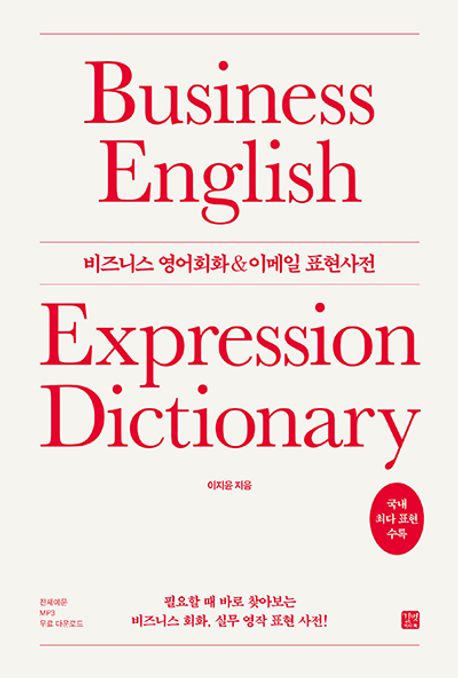 Business
English
비즈니스 영어회화&이메일 표현사전
Expression
Dictionary
이지윤 지음
국내
최다 표현
수록
전체예문
MP3
무료 다운로드
필요할 때 바로 찾아보는
비즈니스 회화, 실무 영작 표현 사전!
길벗